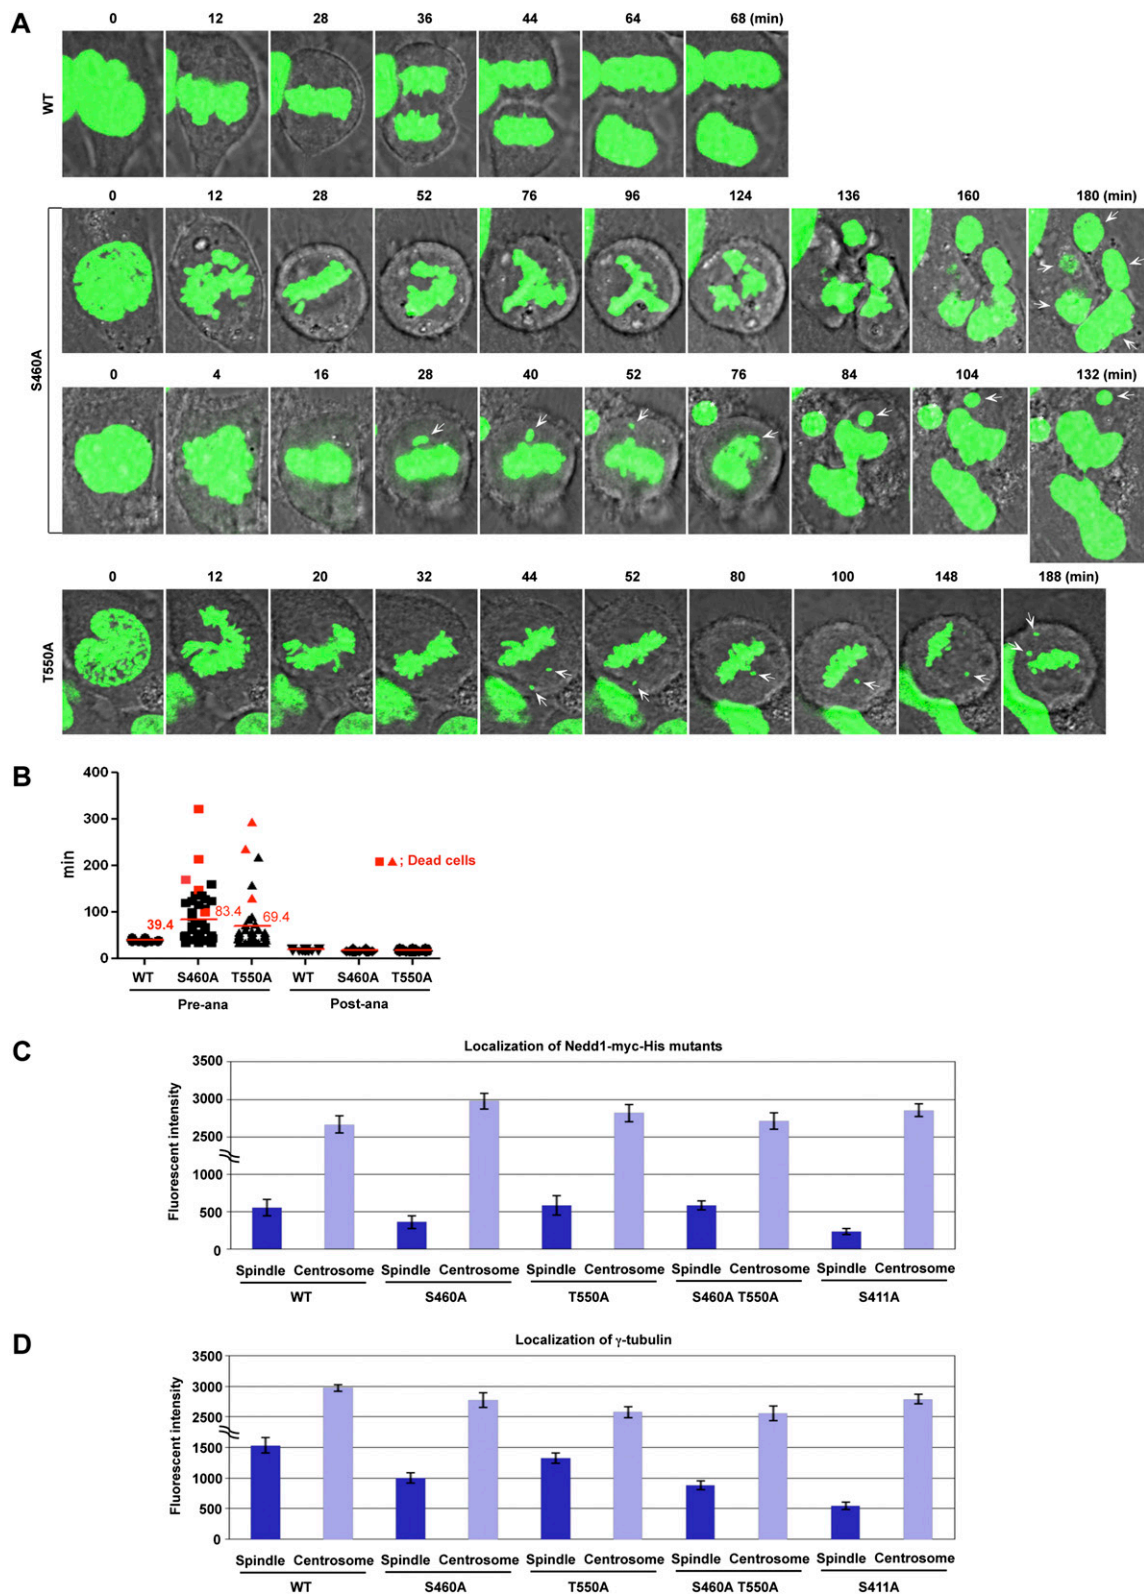 A
0 12 28 36 44 64 68 (min)
WT
0 12 28 52 76 96 124 136 160 180 (min)
S460A
0 4 16 28 40 52 76 84 104 132 (min)
0 12 20 32 44 52 80 100 148 188 (min)
T550A
B
400
300
200
100
0
min
39.4
83.4
69.4
; Dead cells
WT S460A T550A WT S460A T550A
Pre-ana Post-ana
C
Localization of Nedd1-myc-His mutants
Fluorescent intensity
3500
3000
2500
1000
500
0
Spindle Centrosome Spindle Centrosome Spindle Centrosome Spindle Centrosome Spindle Centrosome
WT S460A T550A S460A T550A S411A
D
Localization of γ-tubulin
Fluorescent intensity
3500
3000
2500
1500
1000
500
0
Spindle Centrosome Spindle Centrosome Spindle Centrosome Spindle Centrosome Spindle Centrosome
WT S460A T550A S460A T550A S411A